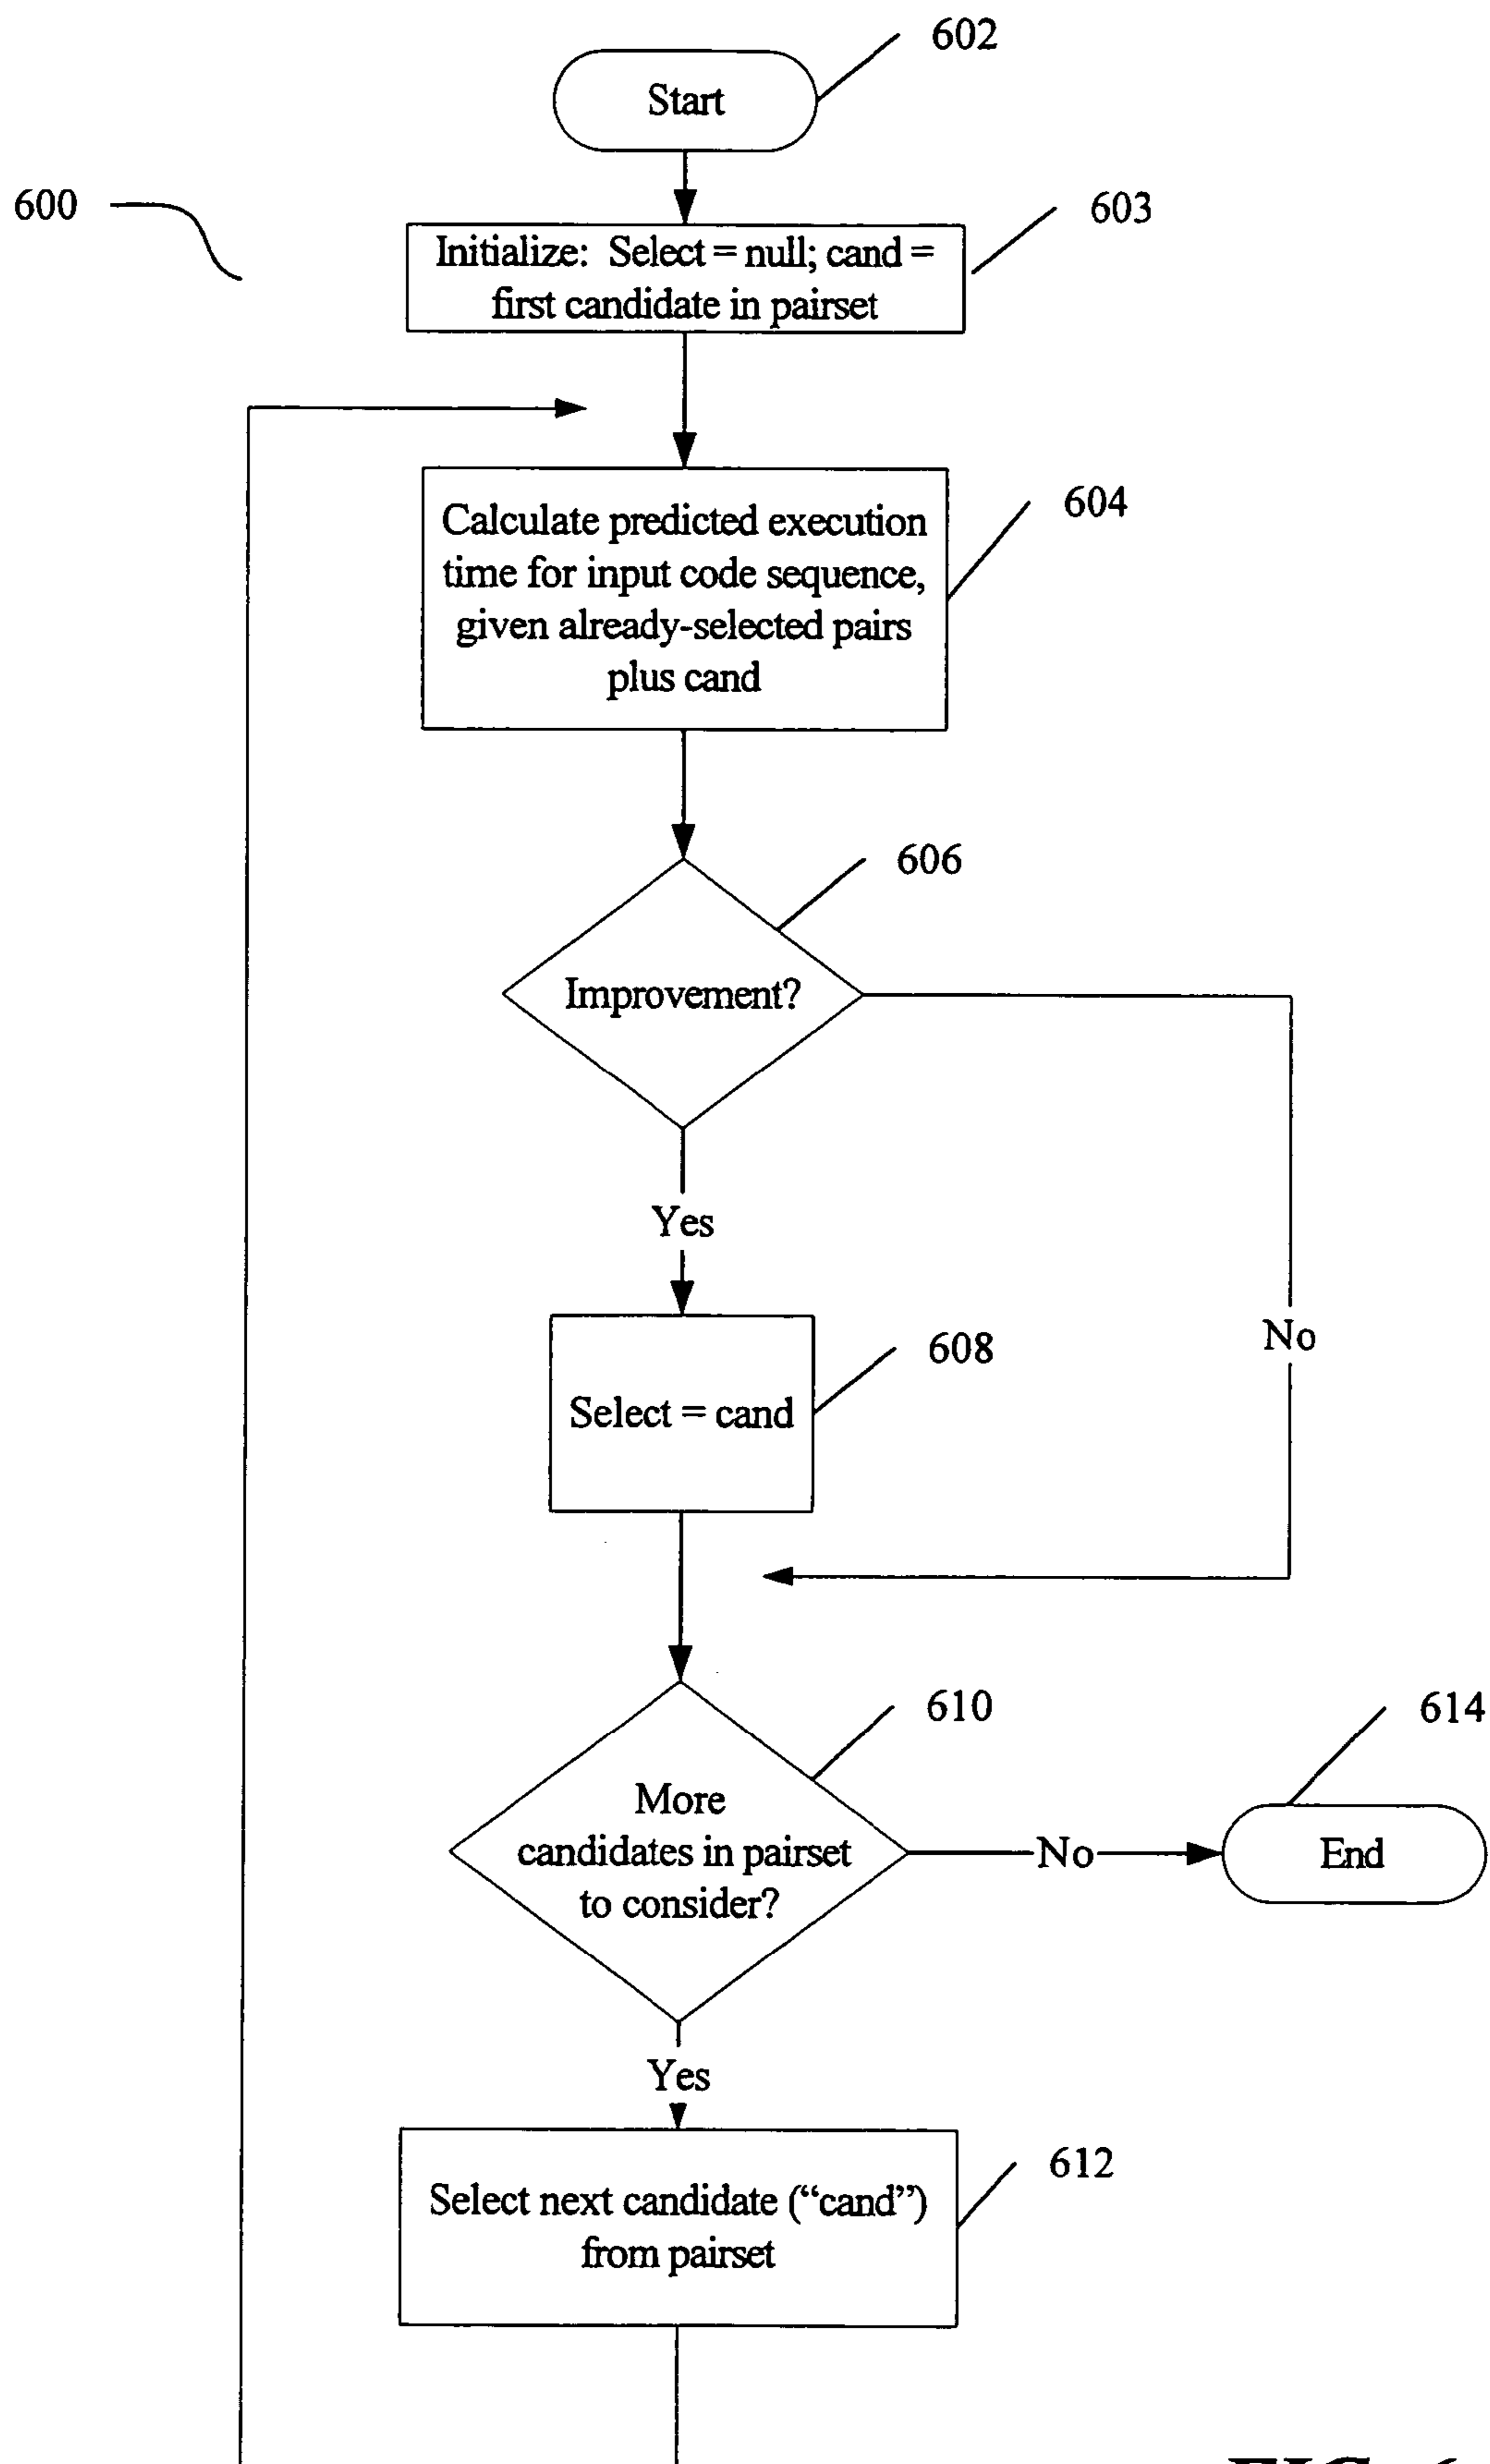 602
Start
600
603
Initialize: Select = null; cand =
first candidate in pairset
604
Calculate predicted execution
time for input code sequence,
given already-selected pairs
plus cand
606
Improvement?
Yes
No
608
Select = cand
610
614
More
candidates in pairset
to consider?
No
End
Yes
612
Select next candidate (“cand”)
from pairset